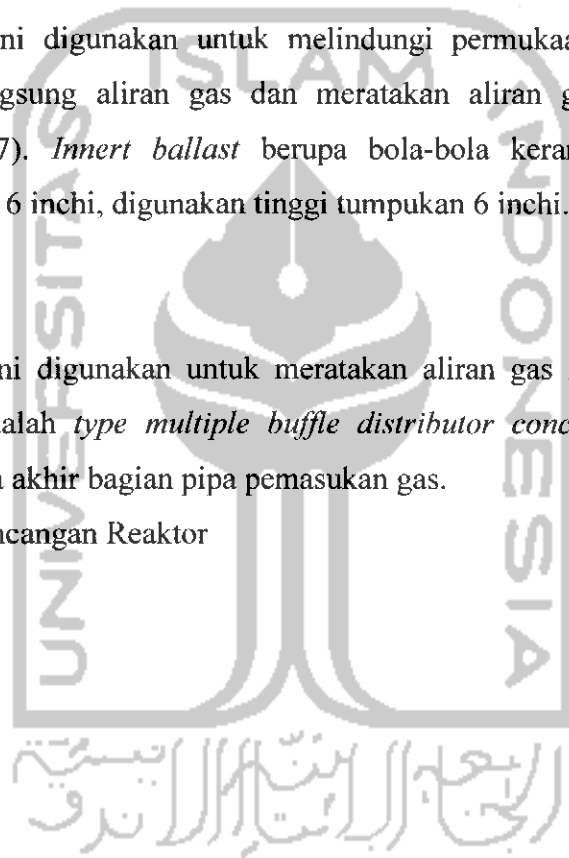 ni digunakan untuk melindungi permukaa
gsung aliran gas dan meratakan aliran g
7). Innert ballast berupa bola-bola keran
6 inchi, digunakan tinggi tumpukan 6 inchi.
ni digunakan untuk meratakan aliran gas
alah type multiple buffle distributor conc
akhir bagian pipa pemasukan gas.
ncangan Reaktor
ISLAM
UNIVERSITAS
INDONESIA